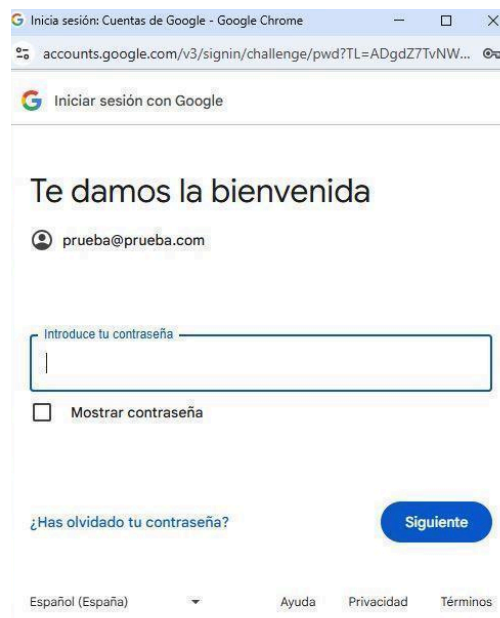 Inicia sesión: Cuentas de Google - Google Chrome
accounts.google.com/v3/signin/challenge/pwd?TL=ADgdZ7TvNW...
Iniciar sesión con Google
Te damos la bienvenida
prueba@prueba.com
Introduce tu contraseña
Mostrar contraseña
¿Has olvidado tu contraseña? Siguiente
Español (España) Ayuda Privacidad Términos